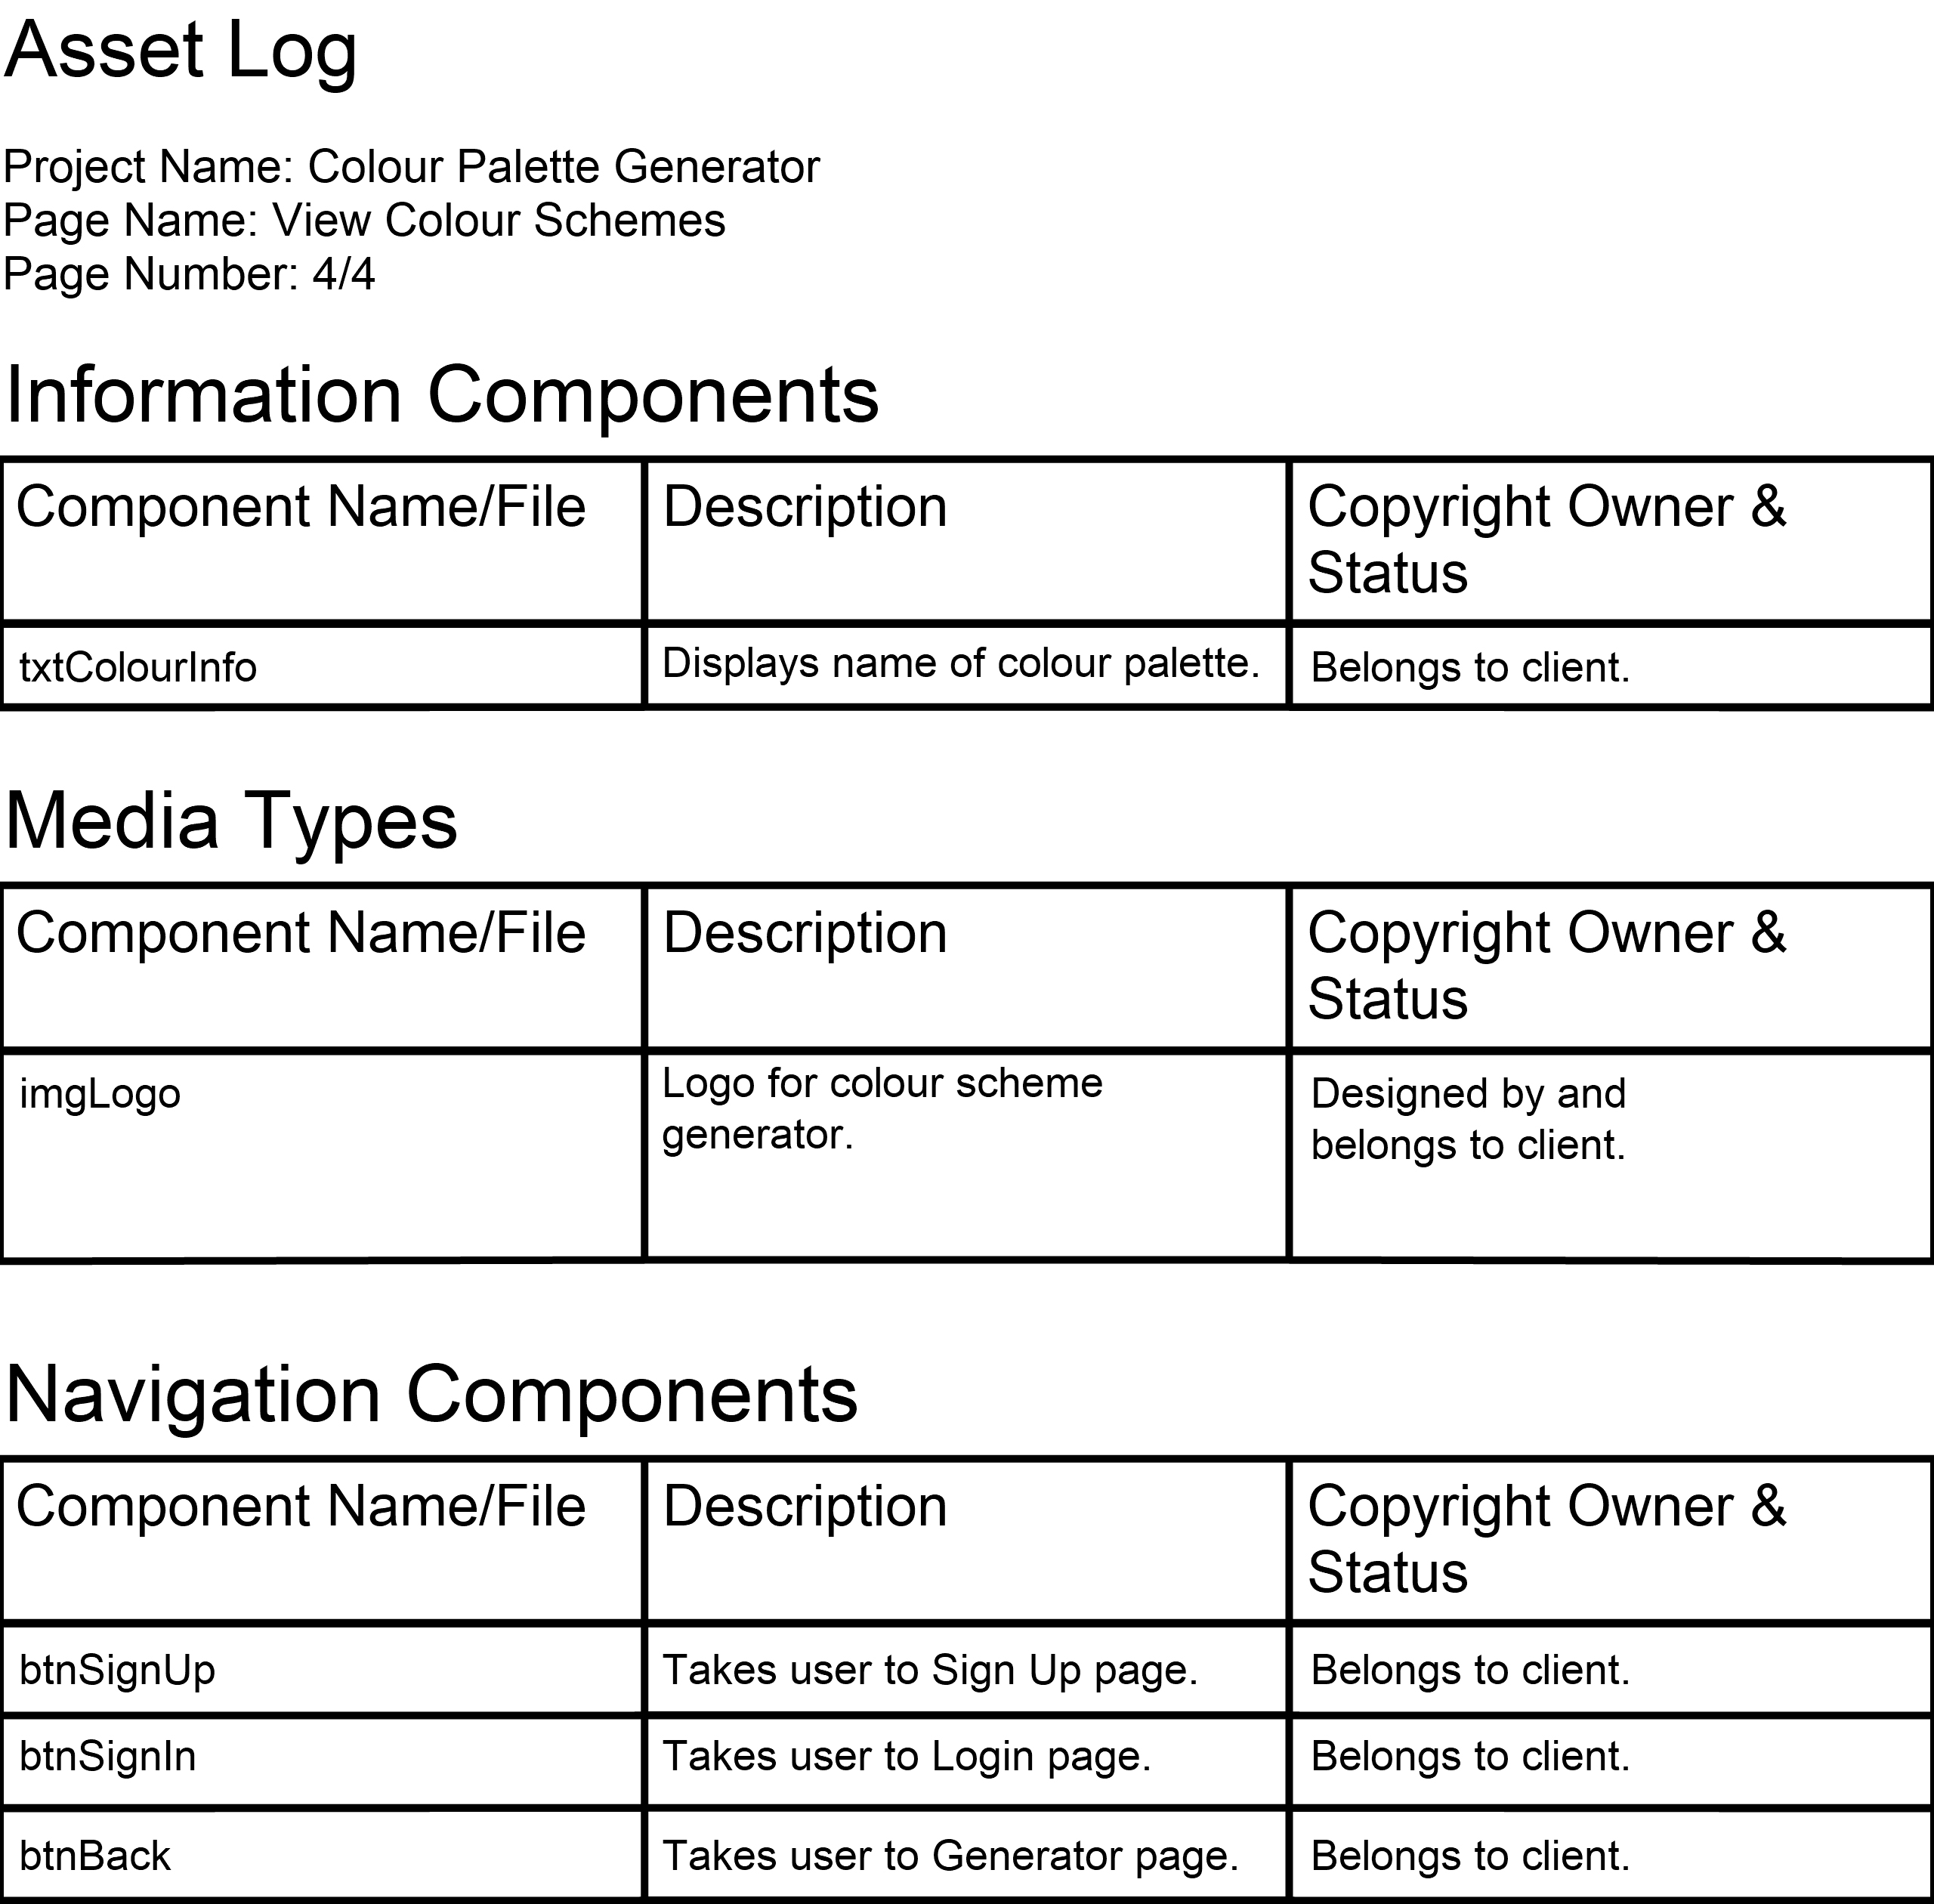 Asset Log
Project Name: Colour Palette Generator
Page Name: View Colour Schemes
Page Number: 4/4
Information Components
Component Name/File
Description
Copyright Owner &
Status
txtColourInfo
Displays name of colour palette.
Belongs to client.
Media Types
Component Name/File
Description
Copyright Owner &
Status
imgLogo
Logo for colour scheme
generator.
Designed by and
belongs to client.
Navigation Components
Component Name/File
Description
Copyright Owner &
Status
btnSignUp
Takes user to Sign Up page.
Belongs to client.
btnSignIn
Takes user to Login page.
Belongs to client.
btnBack
Takes user to Generator page.
Belongs to client.